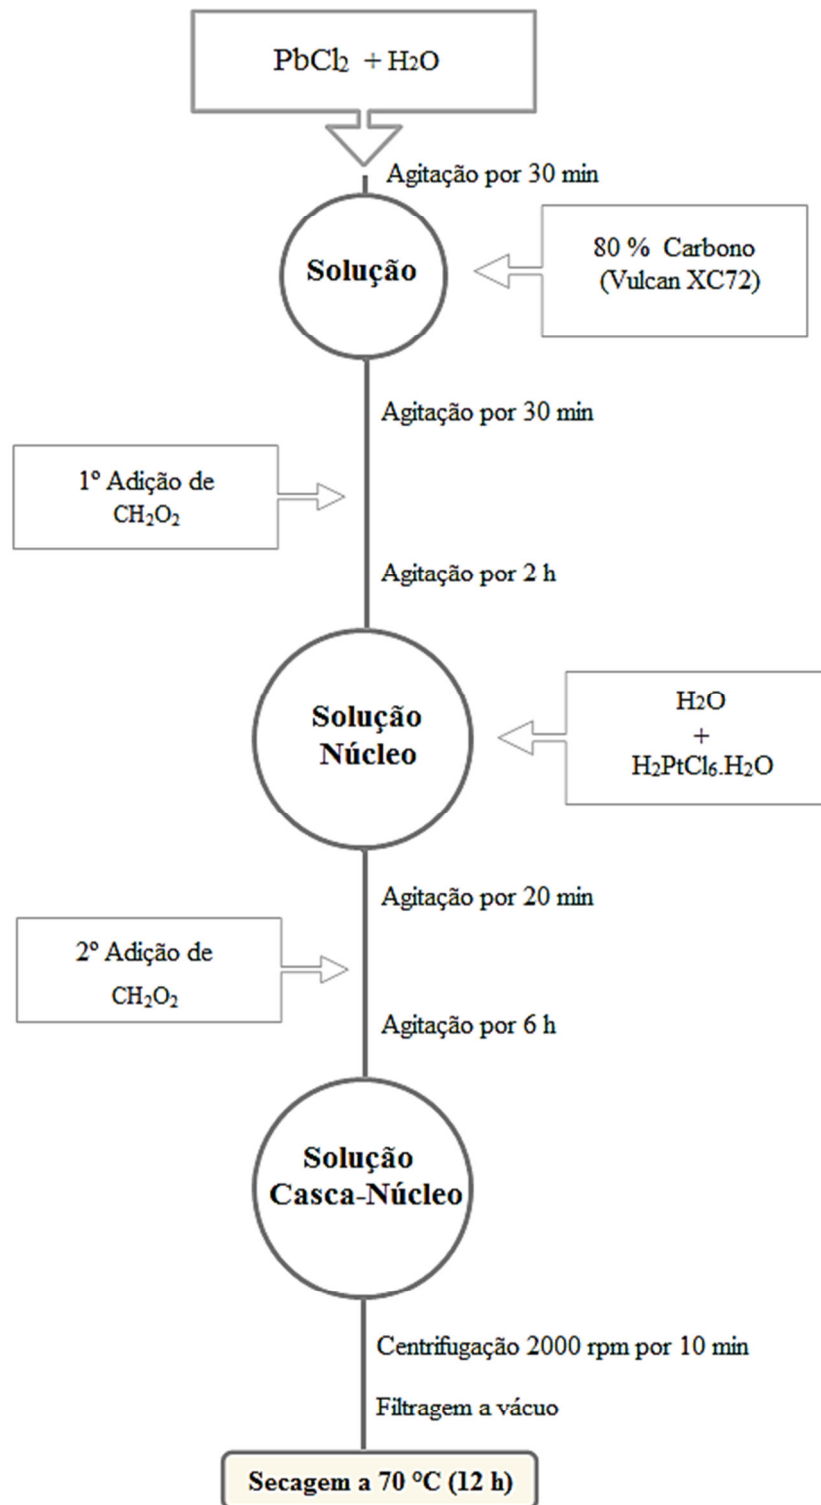 PbCl₂ + H₂O
Agitação por 30 min
Solução
80 % Carbono
(Vulcan XC72)
Agitação por 30 min
1º Adição de
CH₂O₂
Agitação por 2 h
Solução
Núcleo
H₂O
+
H₂PtCl₆.H₂O
Agitação por 20 min
2º Adição de
CH₂O₂
Agitação por 6 h
Solução
Casca-Núcleo
Centrifugação 2000 rpm por 10 min
Filtragem a vácuo
Secagem a 70 °C (12 h)